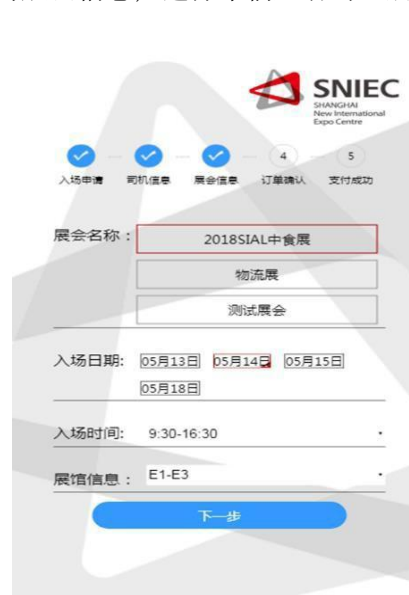 SNIEC
SHANGHAI
New International
Expo Centre
4 5
入场申请 司机信息 展会信息 订单确认 支付成功
展会名称： 2018SIAL中食展
物流展
测试展会
入场日期: 05月13日 05月14日 05月15日
05月18日
入场时间: 9:30-16:30
展馆信息： E1-E3
下一步